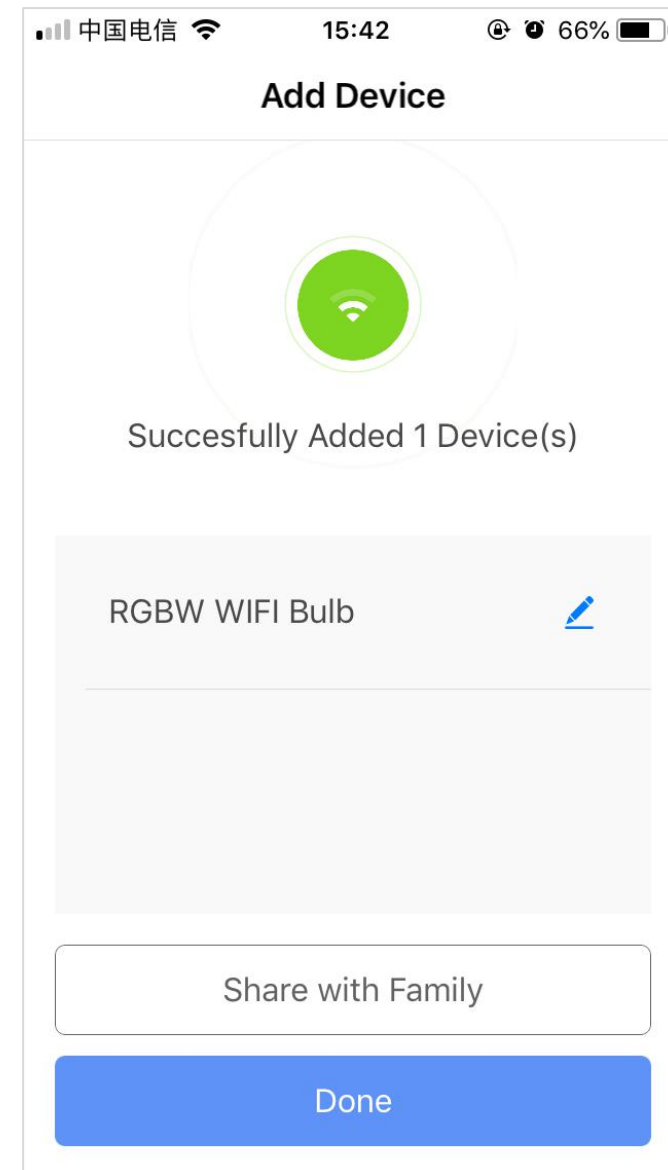 中国电信 15:42 66%
Add Device
Succesfully Added 1 Device(s)
RGBW WIFI Bulb
Share with Family
Done